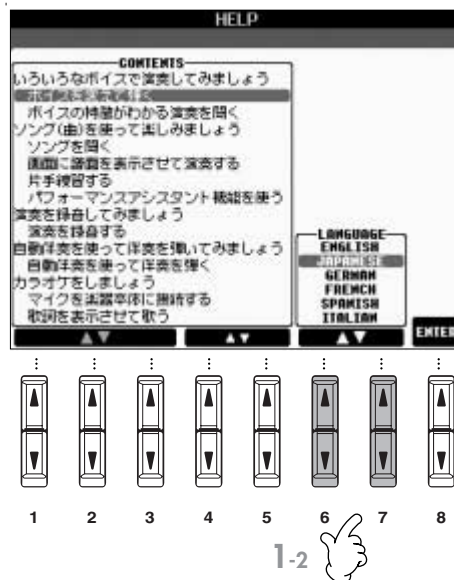 HELP
CONTENTS
いろいろなボイスで演奏してみましょう
ボイスを変えて弾く
ボイスの特徴がわかる演奏を聞く
ソング(曲)を使って楽しみましょう
ソングを聞く
画面に譜面を表示させて演奏する
片手練習する
パフォーマンスアシスタント機能を使う
演奏を録音してみましょう
演奏を録音する
自動伴奏を使って伴奏を弾いてみましょう
自動伴奏を使って伴奏を弾く
カラオケをしましょう
マイクを楽器本体に接続する
歌詞を表示させて歌う
LANGUAGE
ENGLISH
JAPANESE
GERMAN
FRENCH
SPANISH
ITALIAN
ENTER
1 2 3 4 5 6 7 8
1-2